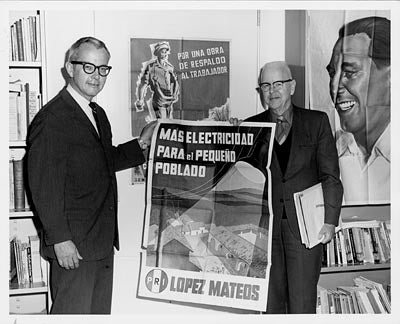 POR UNA OBRA
DE RESPALDO
AL TRABAJADOR
MAS ELECTRICIDAD
PARA el PEQUEÑO
POBLADO
PRI LOPEZ MATEOS